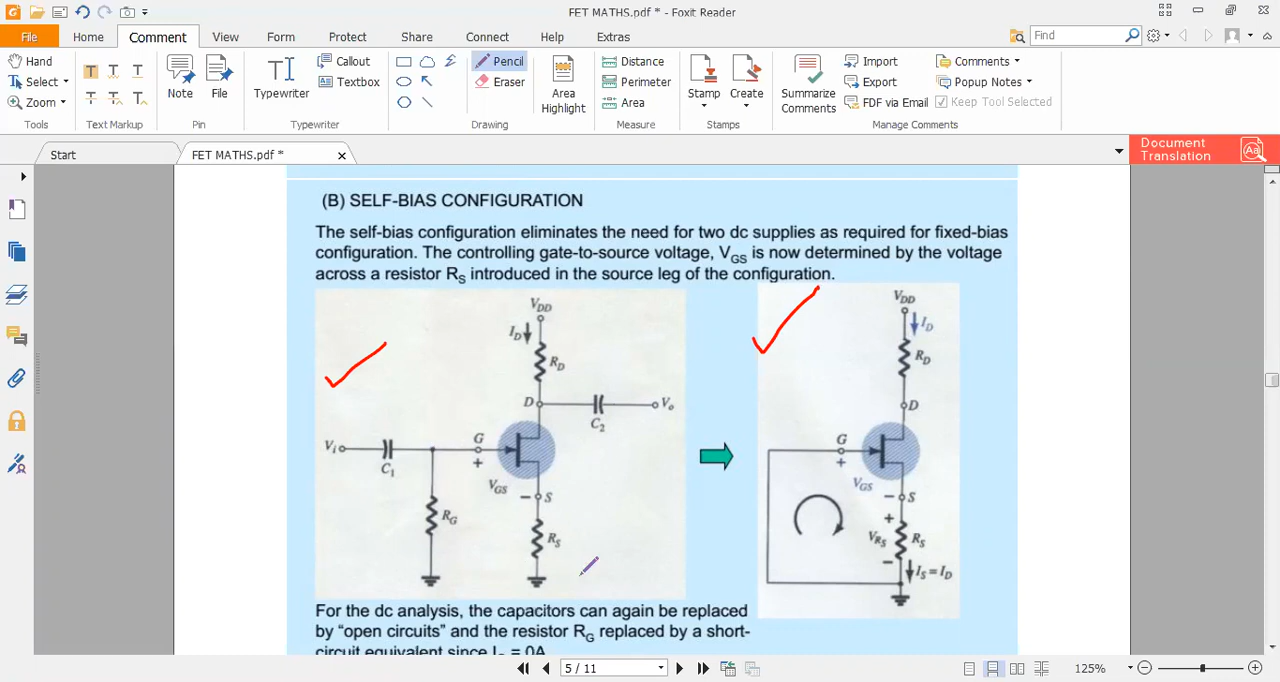 FET MATHS.pdf * - Foxit Reader
File Home Comment View Form Protect Share Connect Help Extras Find
Hand
Select
Zoom
Tools
Text Markup
Note File
Pin
Typewriter
Callout
Textbox
Typewriter
Pencil
Eraser
Drawing
Area Highlight
Distance
Perimeter
Area
Measure
Stamp Create
Stamps
Summarize Comments
Import
Export
FDF via Email
Comments
Popup Notes
Keep Tool Selected
Manage Comments
Start
FET MATHS.pdf *
Document Translation
(B) SELF-BIAS CONFIGURATION
The self-bias configuration eliminates the need for two dc supplies as required for fixed-bias
configuration. The controlling gate-to-source voltage, VGS is now determined by the voltage
across a resistor RS introduced in the source leg of the configuration.
VDD
ID
RD
D
Vo
C2
Vi
C1
G
+
VGS
− S
RG
RS
VDD
ID
RD
D
G
+
VGS
− S
+
VRS RS
−
IS = ID
For the dc analysis, the capacitors can again be replaced
by “open circuits” and the resistor RG replaced by a short-
circuit equivalent since = 0A
5 / 11
125%